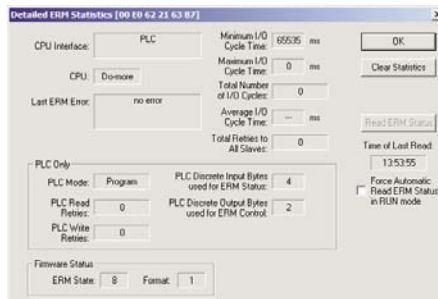 Detailed ERM Statistics [00 E0 62 21 63 87]
CPU Interface: PLC
CPU: Do-more
Last ERM Error: no error
Minimum I/O Cycle Time: 65535 ms
Maximum I/O Cycle Time: 0 ms
Total Number of I/O Cycles: 0
Average I/O Cycle Time: --- ms
Total Retries to All Slaves: 0
OK
Clear Statistics
Read ERM Status
Time of Last Read:
13:53:55
Force Automatic Read ERM Status in RUN mode
PLC Only
PLC Mode: Program
PLC Read Retries: 0
PLC Write Retries: 0
PLC Discrete Input Bytes used for ERM Status: 4
PLC Discrete Output Bytes used for ERM Control: 2
Firmware Status
ERM State: 8 Format: 1